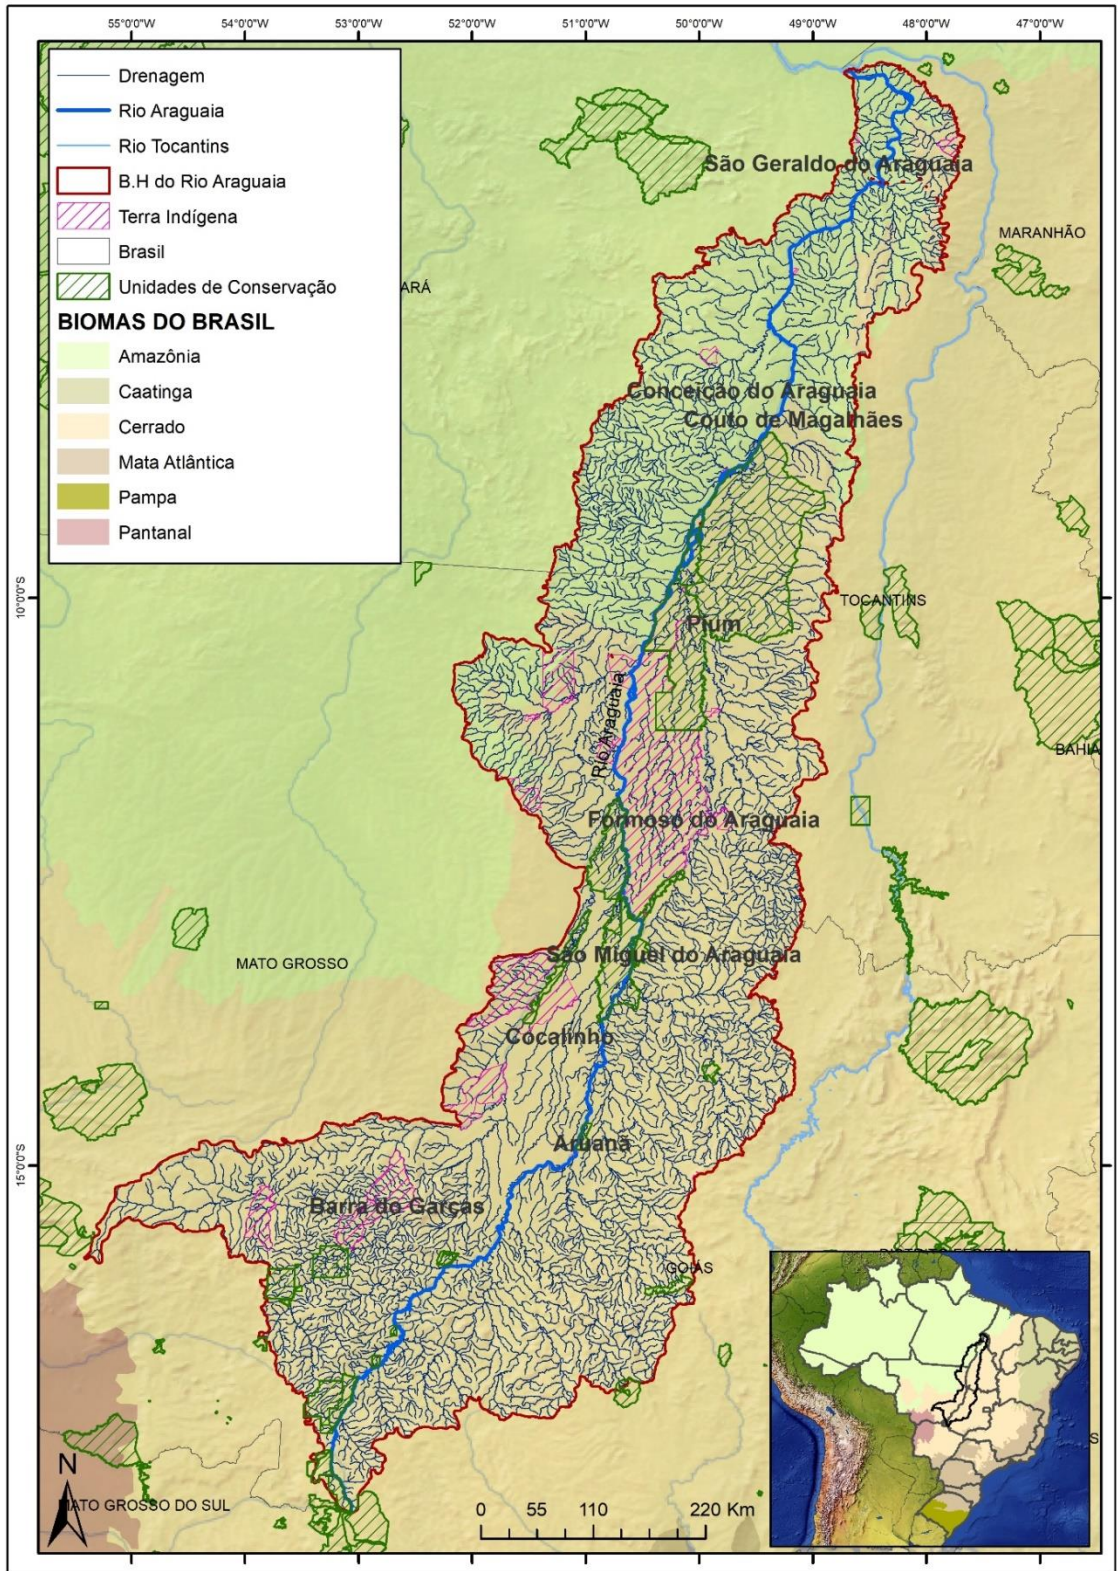 55°0'0"W 54°0'0"W 53°0'0"W 52°0'0"W 51°0'0"W 50°0'0"W 49°0'0"W 48°0'0"W 47°0'0"W
Drenagem
Rio Araguaia
Rio Tocantins
B.H do Rio Araguaia
Terra Indígena
Brasil
Unidades de Conservação
BIOMAS DO BRASIL
Amazônia
Caatinga
Cerrado
Mata Atlântica
Pampa
Pantanal
São Geraldo do Araguaia
MARANHÃO
ARÁ
Conceição do Araguaia
Couto de Magalhães
10°0'0"S
TOCANTINS
Pium
Rio Araguaia
BAHIA
Formoso do Araguaia
São Miguel do Araguaia
MATO GROSSO
Cocalinho
Aruanã
15°0'0"S
Barra do Garças
GOIÁS
DISTRITO FEDERAL
S
N
MATO GROSSO DO SUL
0 55 110 220 Km